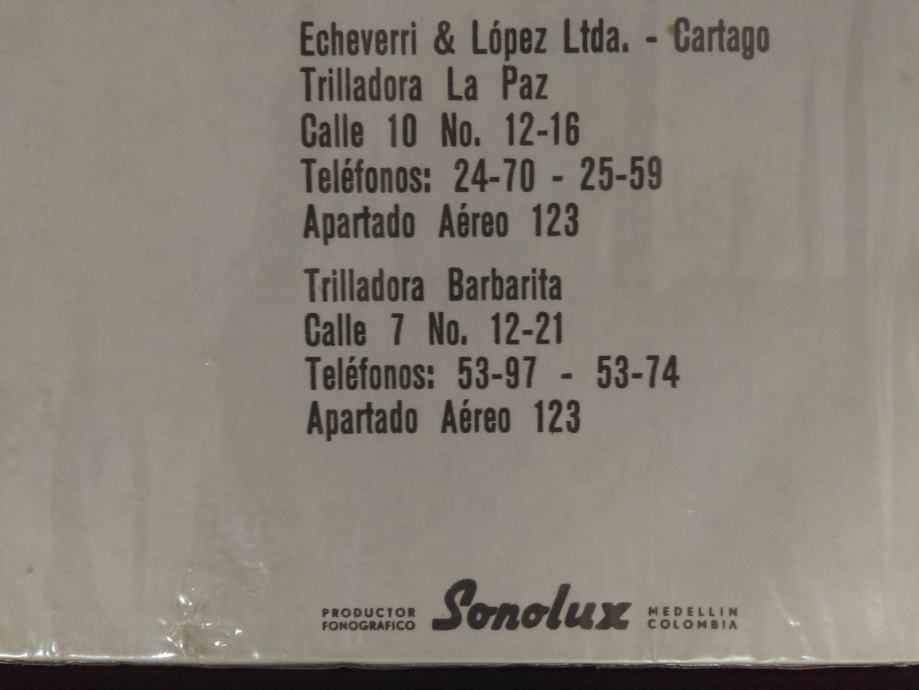 Echeverri & López Ltda. - Cartago
Trilladora La Paz
Calle 10 No. 12-16
Teléfonos: 24-70 - 25-59
Apartado Aéreo 123
Trilladora Barbarita
Calle 7 No. 12-21
Teléfonos: 53-97 - 53-74
Apartado Aéreo 123
PRODUCTOR
FONOGRAFICO
Sonolux
MEDELLIN
COLOMBIA